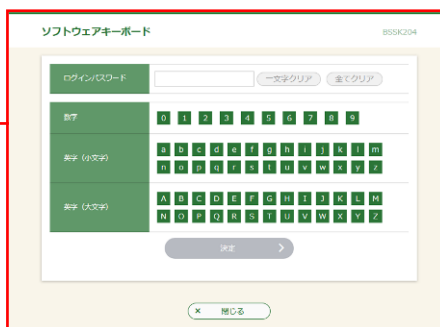 ソフトウェアキーボード BSSK204
ログインパスワード 一文字クリア 全てクリア
数字 0 1 2 3 4 5 6 7 8 9
英字 (小文字) a b c d e f g h i j k l m
n o p q r s t u v w x y z
英字 (大文字) A B C D E F G H I J K L M
N O P Q R S T U V W X Y Z
決定
× 閉じる